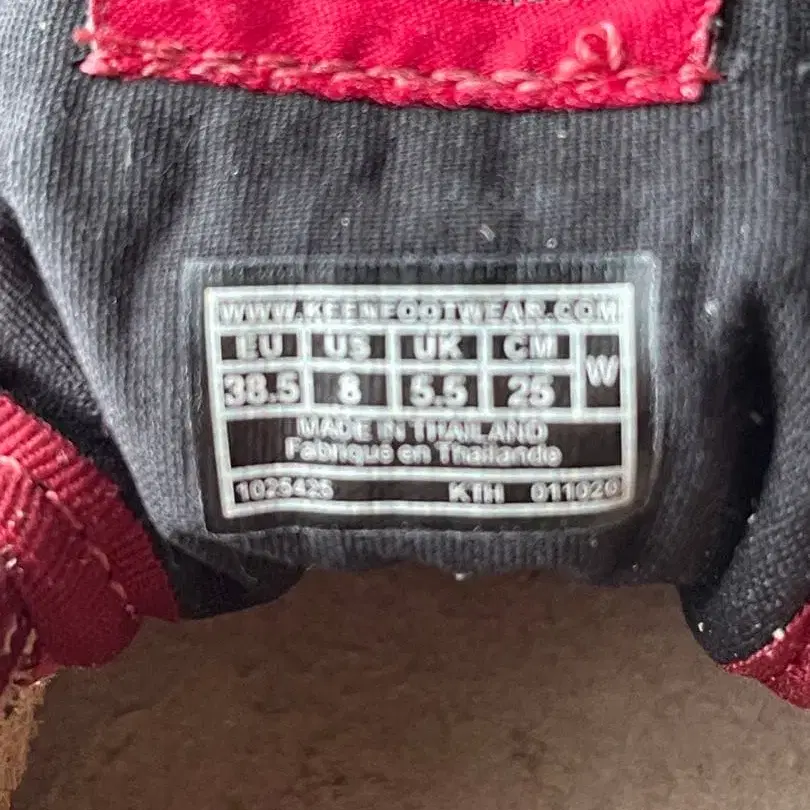 WWW.KEENFOOTWEAR.COM
EU US UK CM W
38.5 8 5.5 25
MADE IN THAILAND
Fabriqué en Thaïlande
1025426 KTH 011020